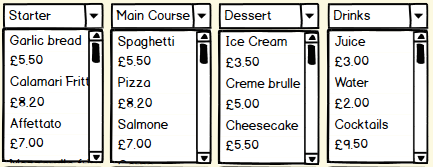 Starter
Garlic bread
£5.50
Calamari Fritt
£8.20
Affettato
£7.00
Main Course
Spaghetti
£5.50
Pizza
£8.20
Salmone
£7.00
Dessert
Ice Cream
£3.50
Creme brulle
£5.00
Cheesecake
£5.50
Drinks
Juice
£3.00
Water
£2.00
Cocktails
£9.50